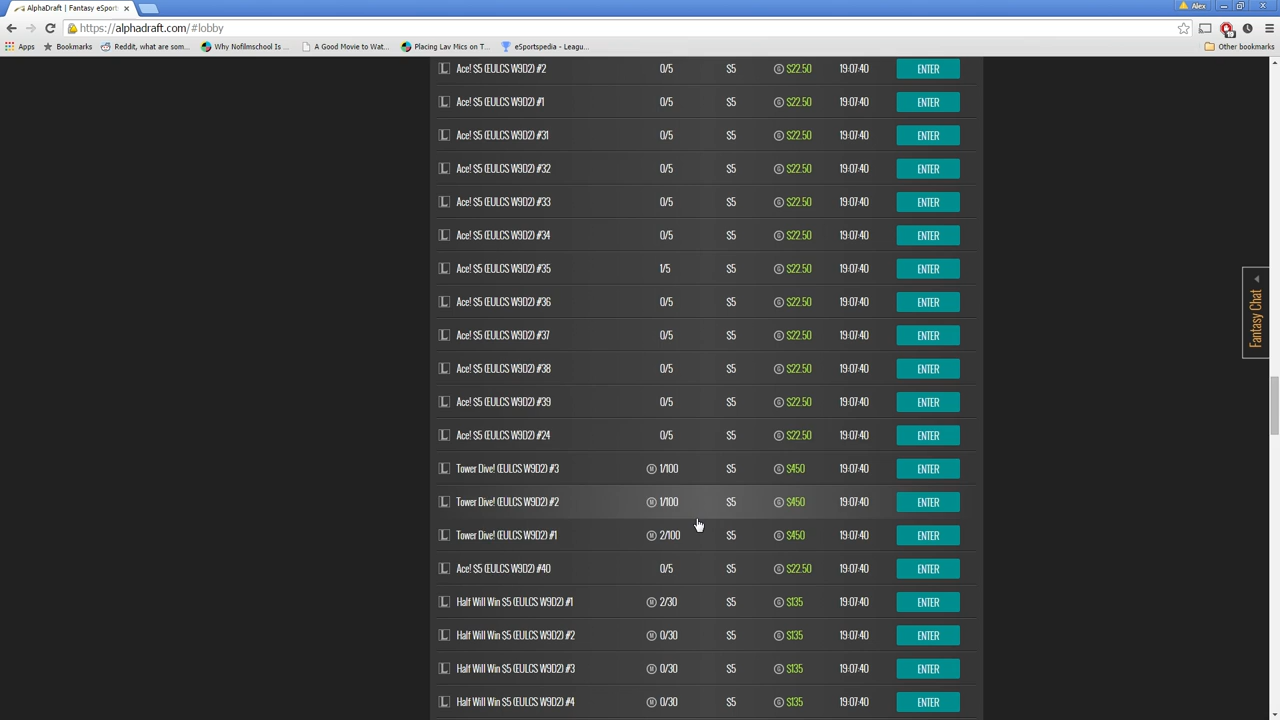 AlphaDraft | Fantasy eSport
Alex
https://alphadraft.com/#lobby
Apps Bookmarks Reddit, what are som... Why Nofilmschool Is ... A Good Movie to Wat... Placing Lav Mics on T... eSportspedia - Leagu... Other bookmarks
Ace! $5 (EULCS W9D2) #2 0/5 $5 G $22.50 19:07:40 ENTER
Ace! $5 (EULCS W9D2) #1 0/5 $5 G $22.50 19:07:40 ENTER
Ace! $5 (EULCS W9D2) #31 0/5 $5 G $22.50 19:07:40 ENTER
Ace! $5 (EULCS W9D2) #32 0/5 $5 G $22.50 19:07:40 ENTER
Ace! $5 (EULCS W9D2) #33 0/5 $5 G $22.50 19:07:40 ENTER
Ace! $5 (EULCS W9D2) #34 0/5 $5 G $22.50 19:07:40 ENTER
Ace! $5 (EULCS W9D2) #35 1/5 $5 G $22.50 19:07:40 ENTER
Ace! $5 (EULCS W9D2) #36 0/5 $5 G $22.50 19:07:40 ENTER
Ace! $5 (EULCS W9D2) #37 0/5 $5 G $22.50 19:07:40 ENTER
Ace! $5 (EULCS W9D2) #38 0/5 $5 G $22.50 19:07:40 ENTER
Ace! $5 (EULCS W9D2) #39 0/5 $5 G $22.50 19:07:40 ENTER
Ace! $5 (EULCS W9D2) #24 0/5 $5 G $22.50 19:07:40 ENTER
Tower Dive! (EULCS W9D2) #3 M 1/100 $5 G $450 19:07:40 ENTER
Tower Dive! (EULCS W9D2) #2 M 1/100 $5 G $450 19:07:40 ENTER
Tower Dive! (EULCS W9D2) #1 M 2/100 $5 G $450 19:07:40 ENTER
Ace! $5 (EULCS W9D2) #40 0/5 $5 G $22.50 19:07:40 ENTER
Half Will Win $5 (EULCS W9D2) #1 M 2/30 $5 G $135 19:07:40 ENTER
Half Will Win $5 (EULCS W9D2) #2 M 0/30 $5 G $135 19:07:40 ENTER
Half Will Win $5 (EULCS W9D2) #3 M 0/30 $5 G $135 19:07:40 ENTER
Half Will Win $5 (EULCS W9D2) #4 M 0/30 $5 G $135 19:07:40 ENTER
Fantasy Chat